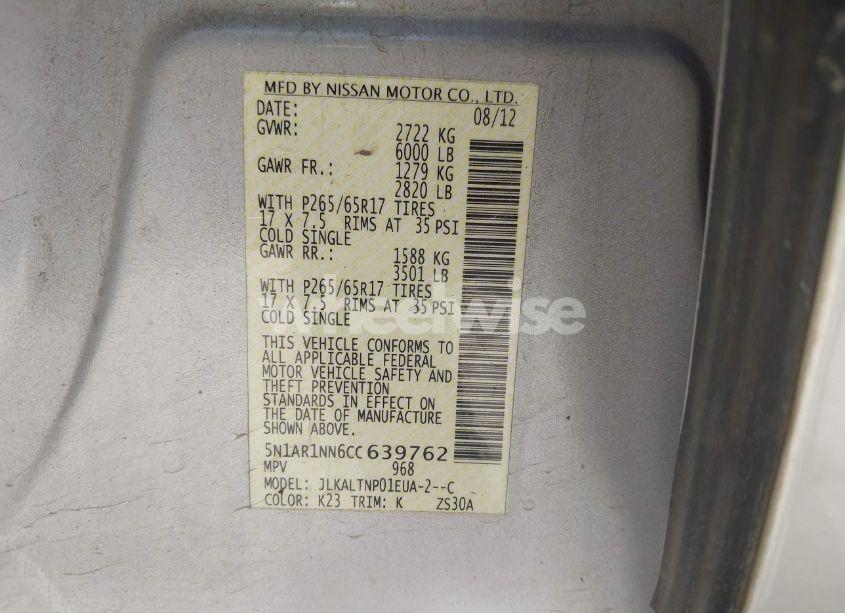 MFD BY NISSAN MOTOR CO., LTD.
DATE: 08/12
GVWR: 2722 KG
6000 LB
GAWR FR.: 1279 KG
2820 LB
WITH P265/65R17 TIRES
17 X 7.5 RIMS AT 35 PSI
COLD SINGLE
GAWR RR.: 1588 KG
3501 LB
WITH P265/65R17 TIRES
17 X 7.5 RIMS AT 35 PSI
COLD SINGLE
THIS VEHICLE CONFORMS TO
ALL APPLICABLE FEDERAL
MOTOR VEHICLE SAFETY AND
THEFT PREVENTION
STANDARDS IN EFFECT ON
THE DATE OF MANUFACTURE
SHOWN ABOVE.
5N1AR1NN6CC639762
MPV 968
MODEL: JLKALTNP01EUA-2--C
COLOR: K23 TRIM: K ZS30A
wheelwise